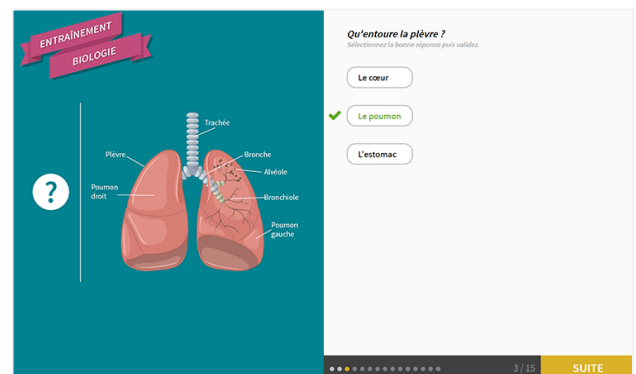 ENTRAÎNEMENT
BIOLOGIE
Trachée
Plèvre
Bronche
Alvéole
Poumon
droit
Bronchiole
Poumon
gauche
?
Qu'entoure la plèvre ?
Sélectionnez la bonne réponse puis validez.
Le cœur
Le poumon
L'estomac
3 / 15
SUITE